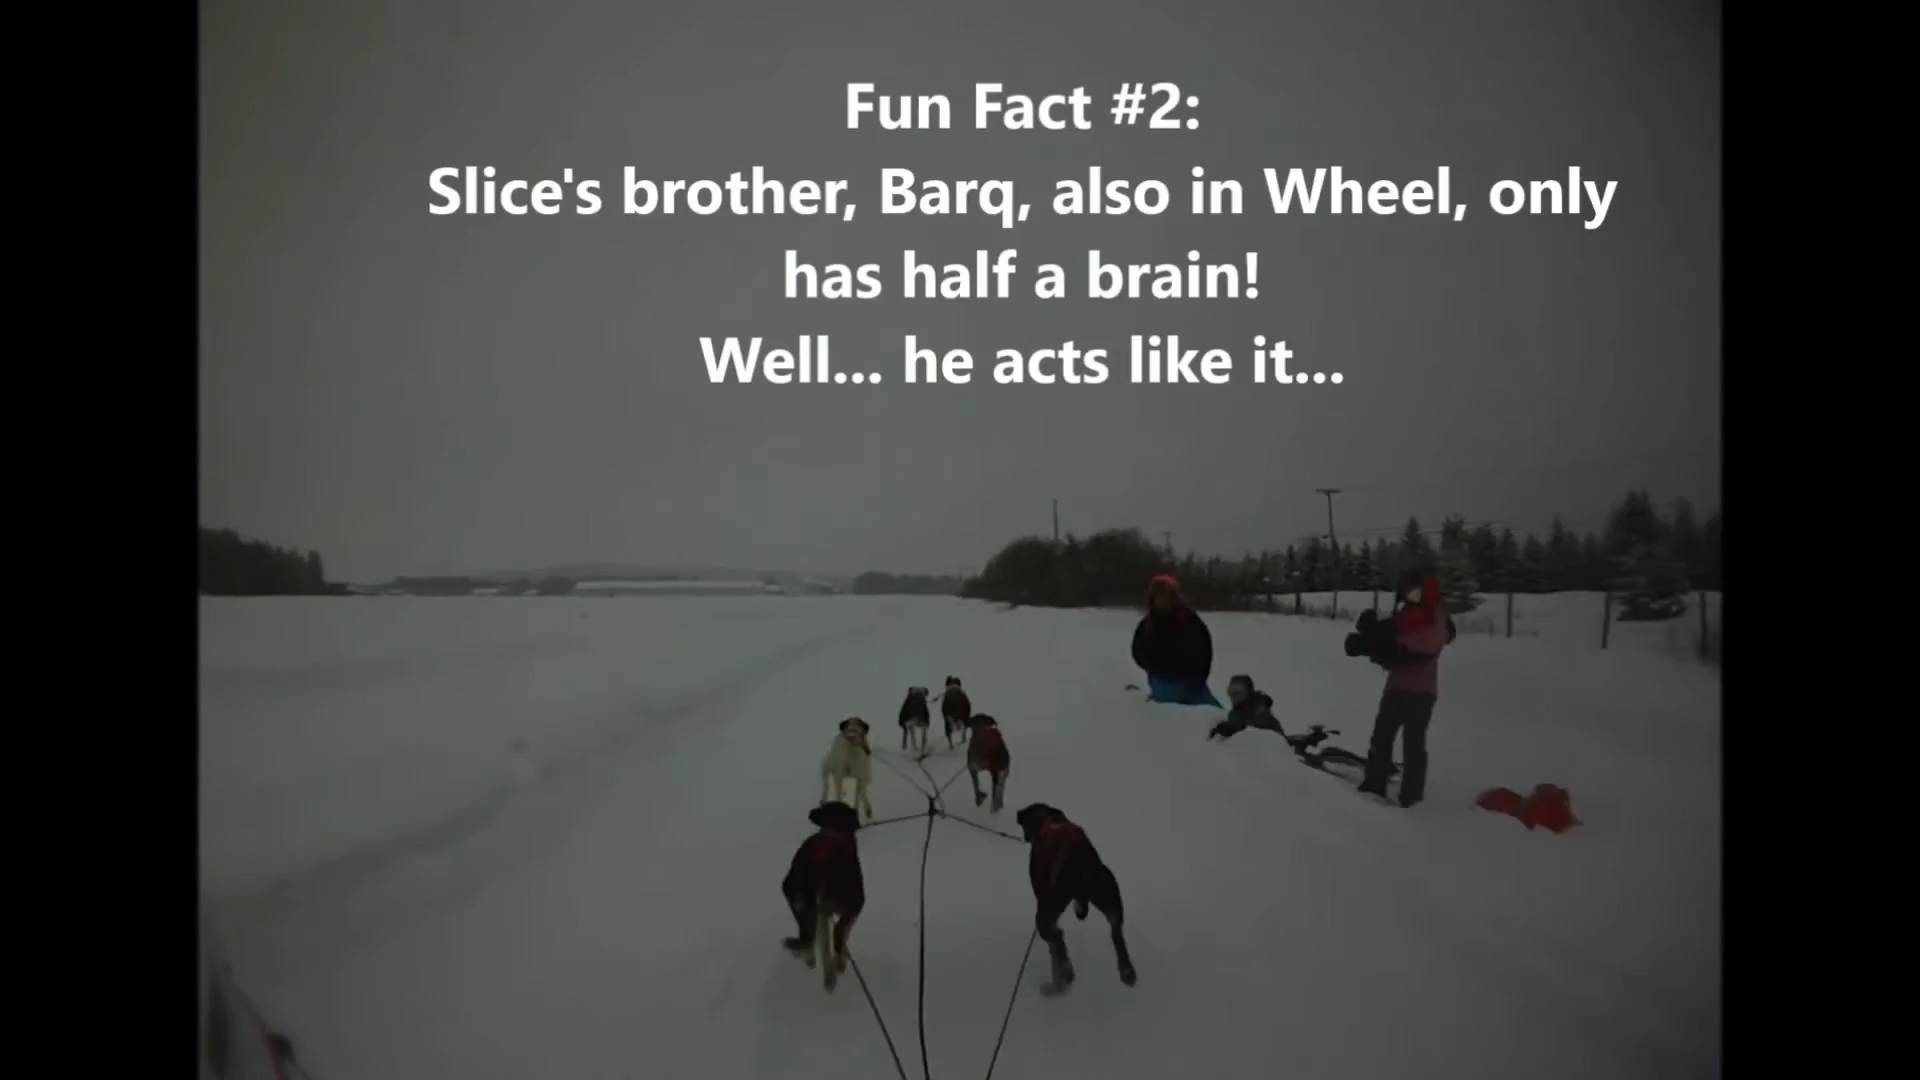 Fun Fact #2:
Slice's brother, Barq, also in Wheel, only
has half a brain!
Well... he acts like it...